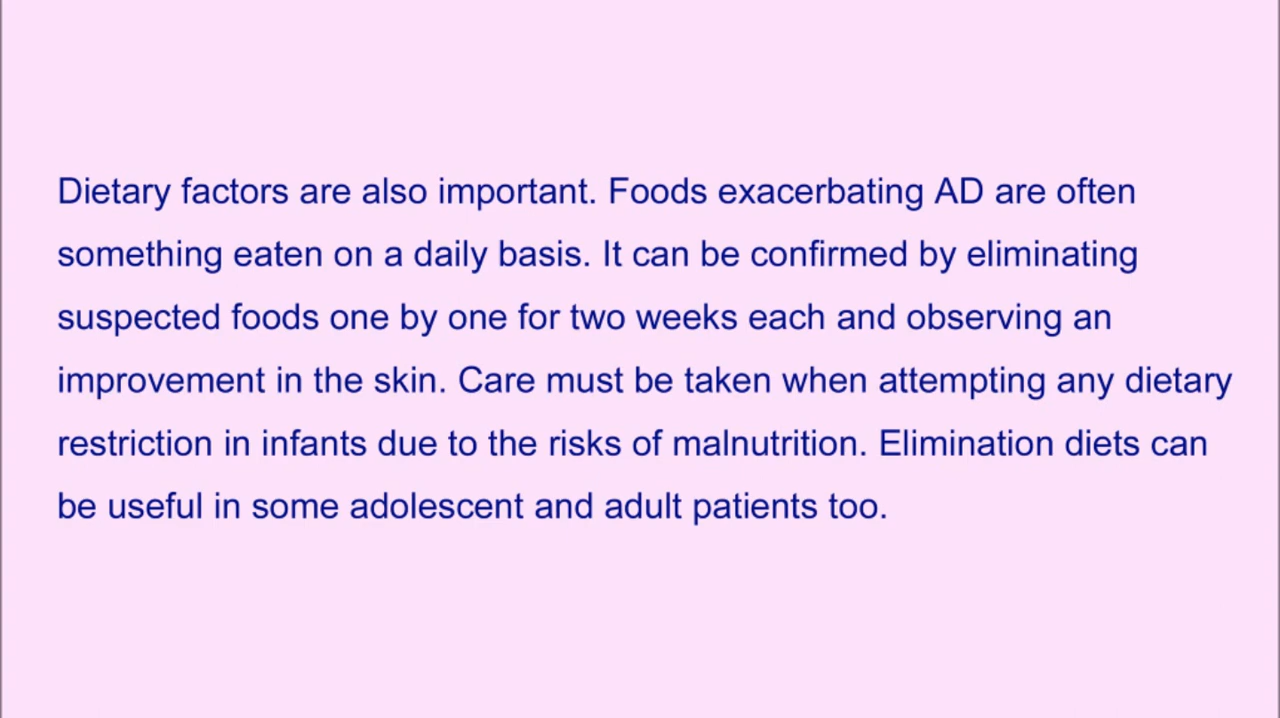 Dietary factors are also important. Foods exacerbating AD are often
something eaten on a daily basis. It can be confirmed by eliminating
suspected foods one by one for two weeks each and observing an
improvement in the skin. Care must be taken when attempting any dietary
restriction in infants due to the risks of malnutrition. Elimination diets can
be useful in some adolescent and adult patients too.